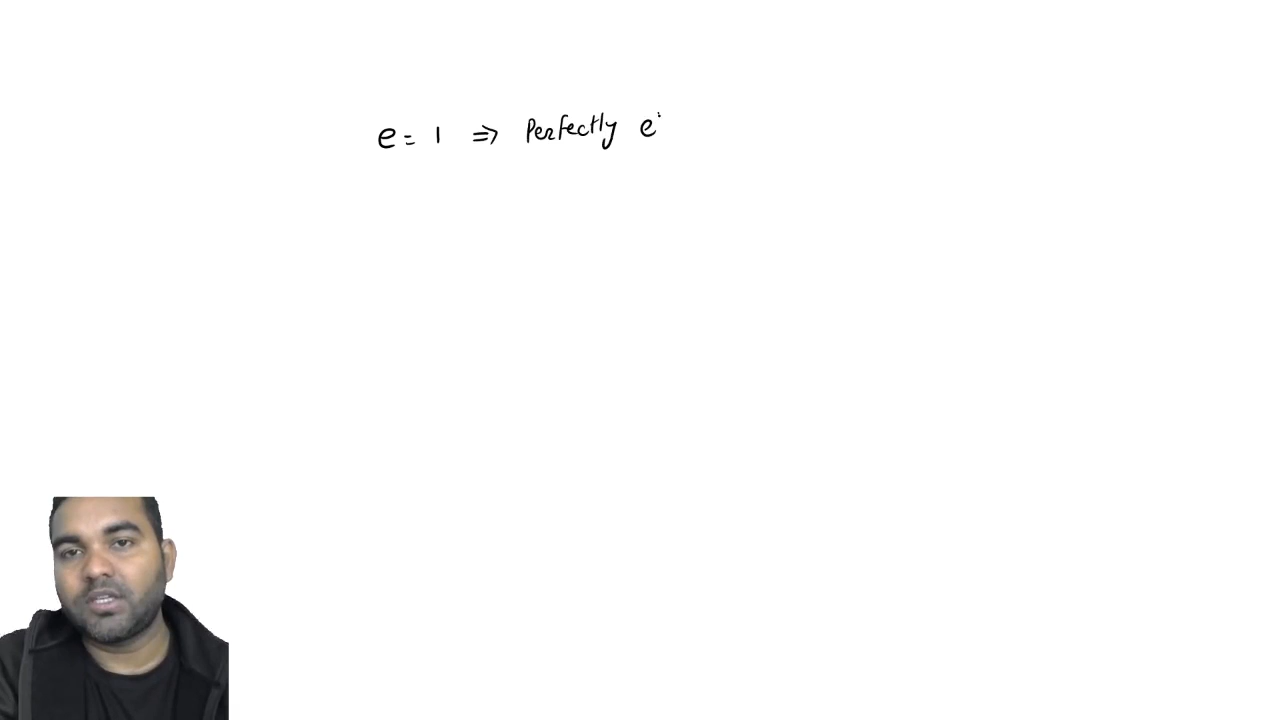 e = 1 ⇒ Perfectly e